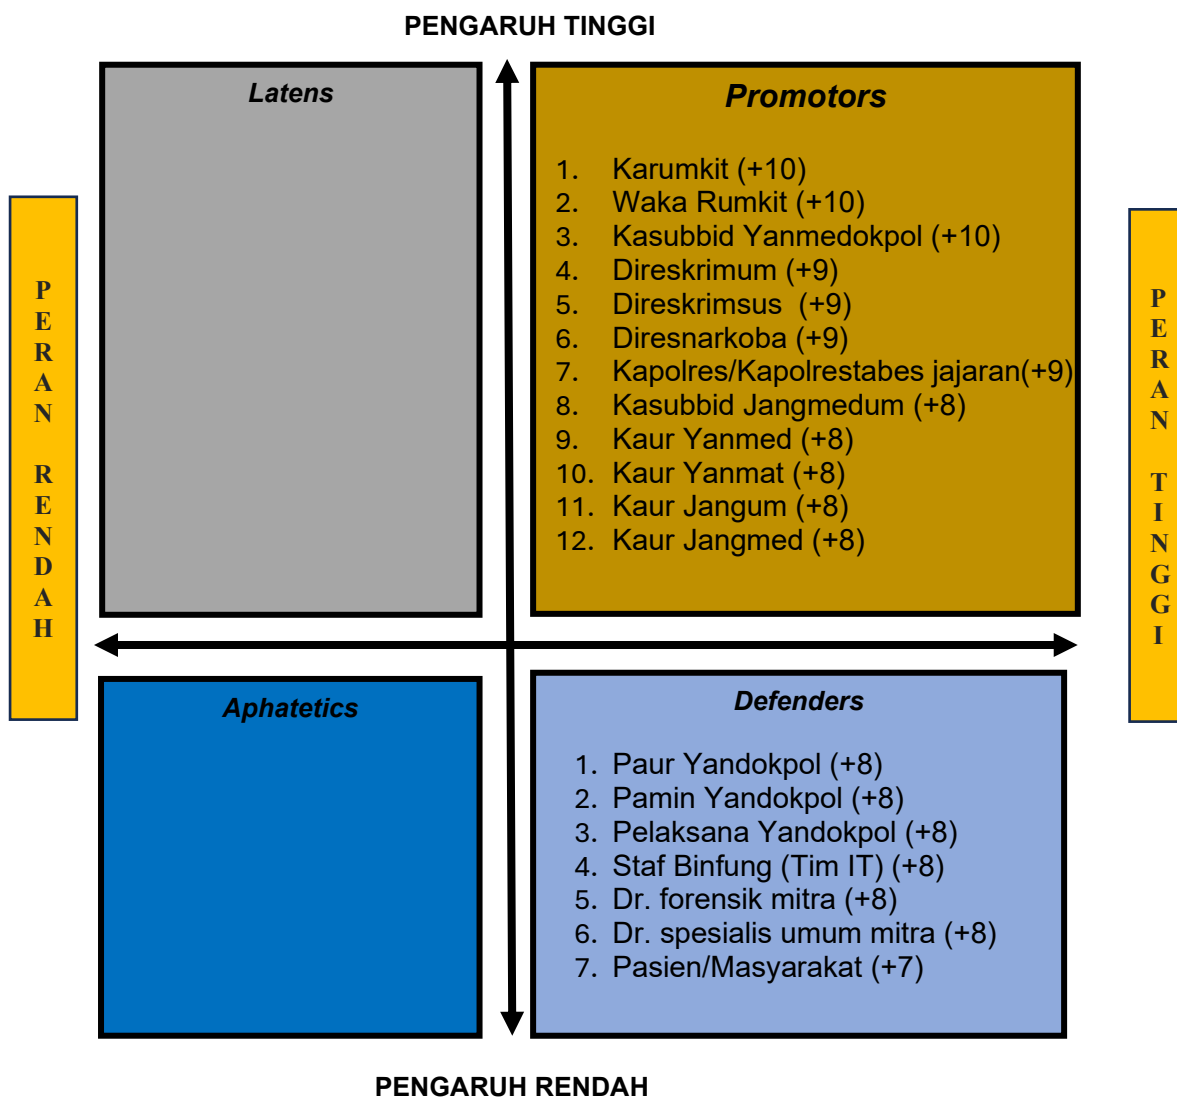 PENGARUH TINGGI
Latens
Promotors
1. Karumkit (+10)
2. Waka Rumkit (+10)
3. Kasubbid Yanmedokpol (+10)
4. Direskrimum (+9)
5. Direskrimsus (+9)
6. Diresnarkoba (+9)
7. Kapolres/Kapolrestabes jajaran(+9)
8. Kasubbid Jangmedum (+8)
9. Kaur Yanmed (+8)
10. Kaur Yanmat (+8)
11. Kaur Jangum (+8)
12. Kaur Jangmed (+8)
PERAN RENDAH
PERAN TINGGI
Aphatetics
Defenders
1. Paur Yandokpol (+8)
2. Pamin Yandokpol (+8)
3. Pelaksana Yandokpol (+8)
4. Staf Binfung (Tim IT) (+8)
5. Dr. forensik mitra (+8)
6. Dr. spesialis umum mitra (+8)
7. Pasien/Masyarakat (+7)
PENGARUH RENDAH